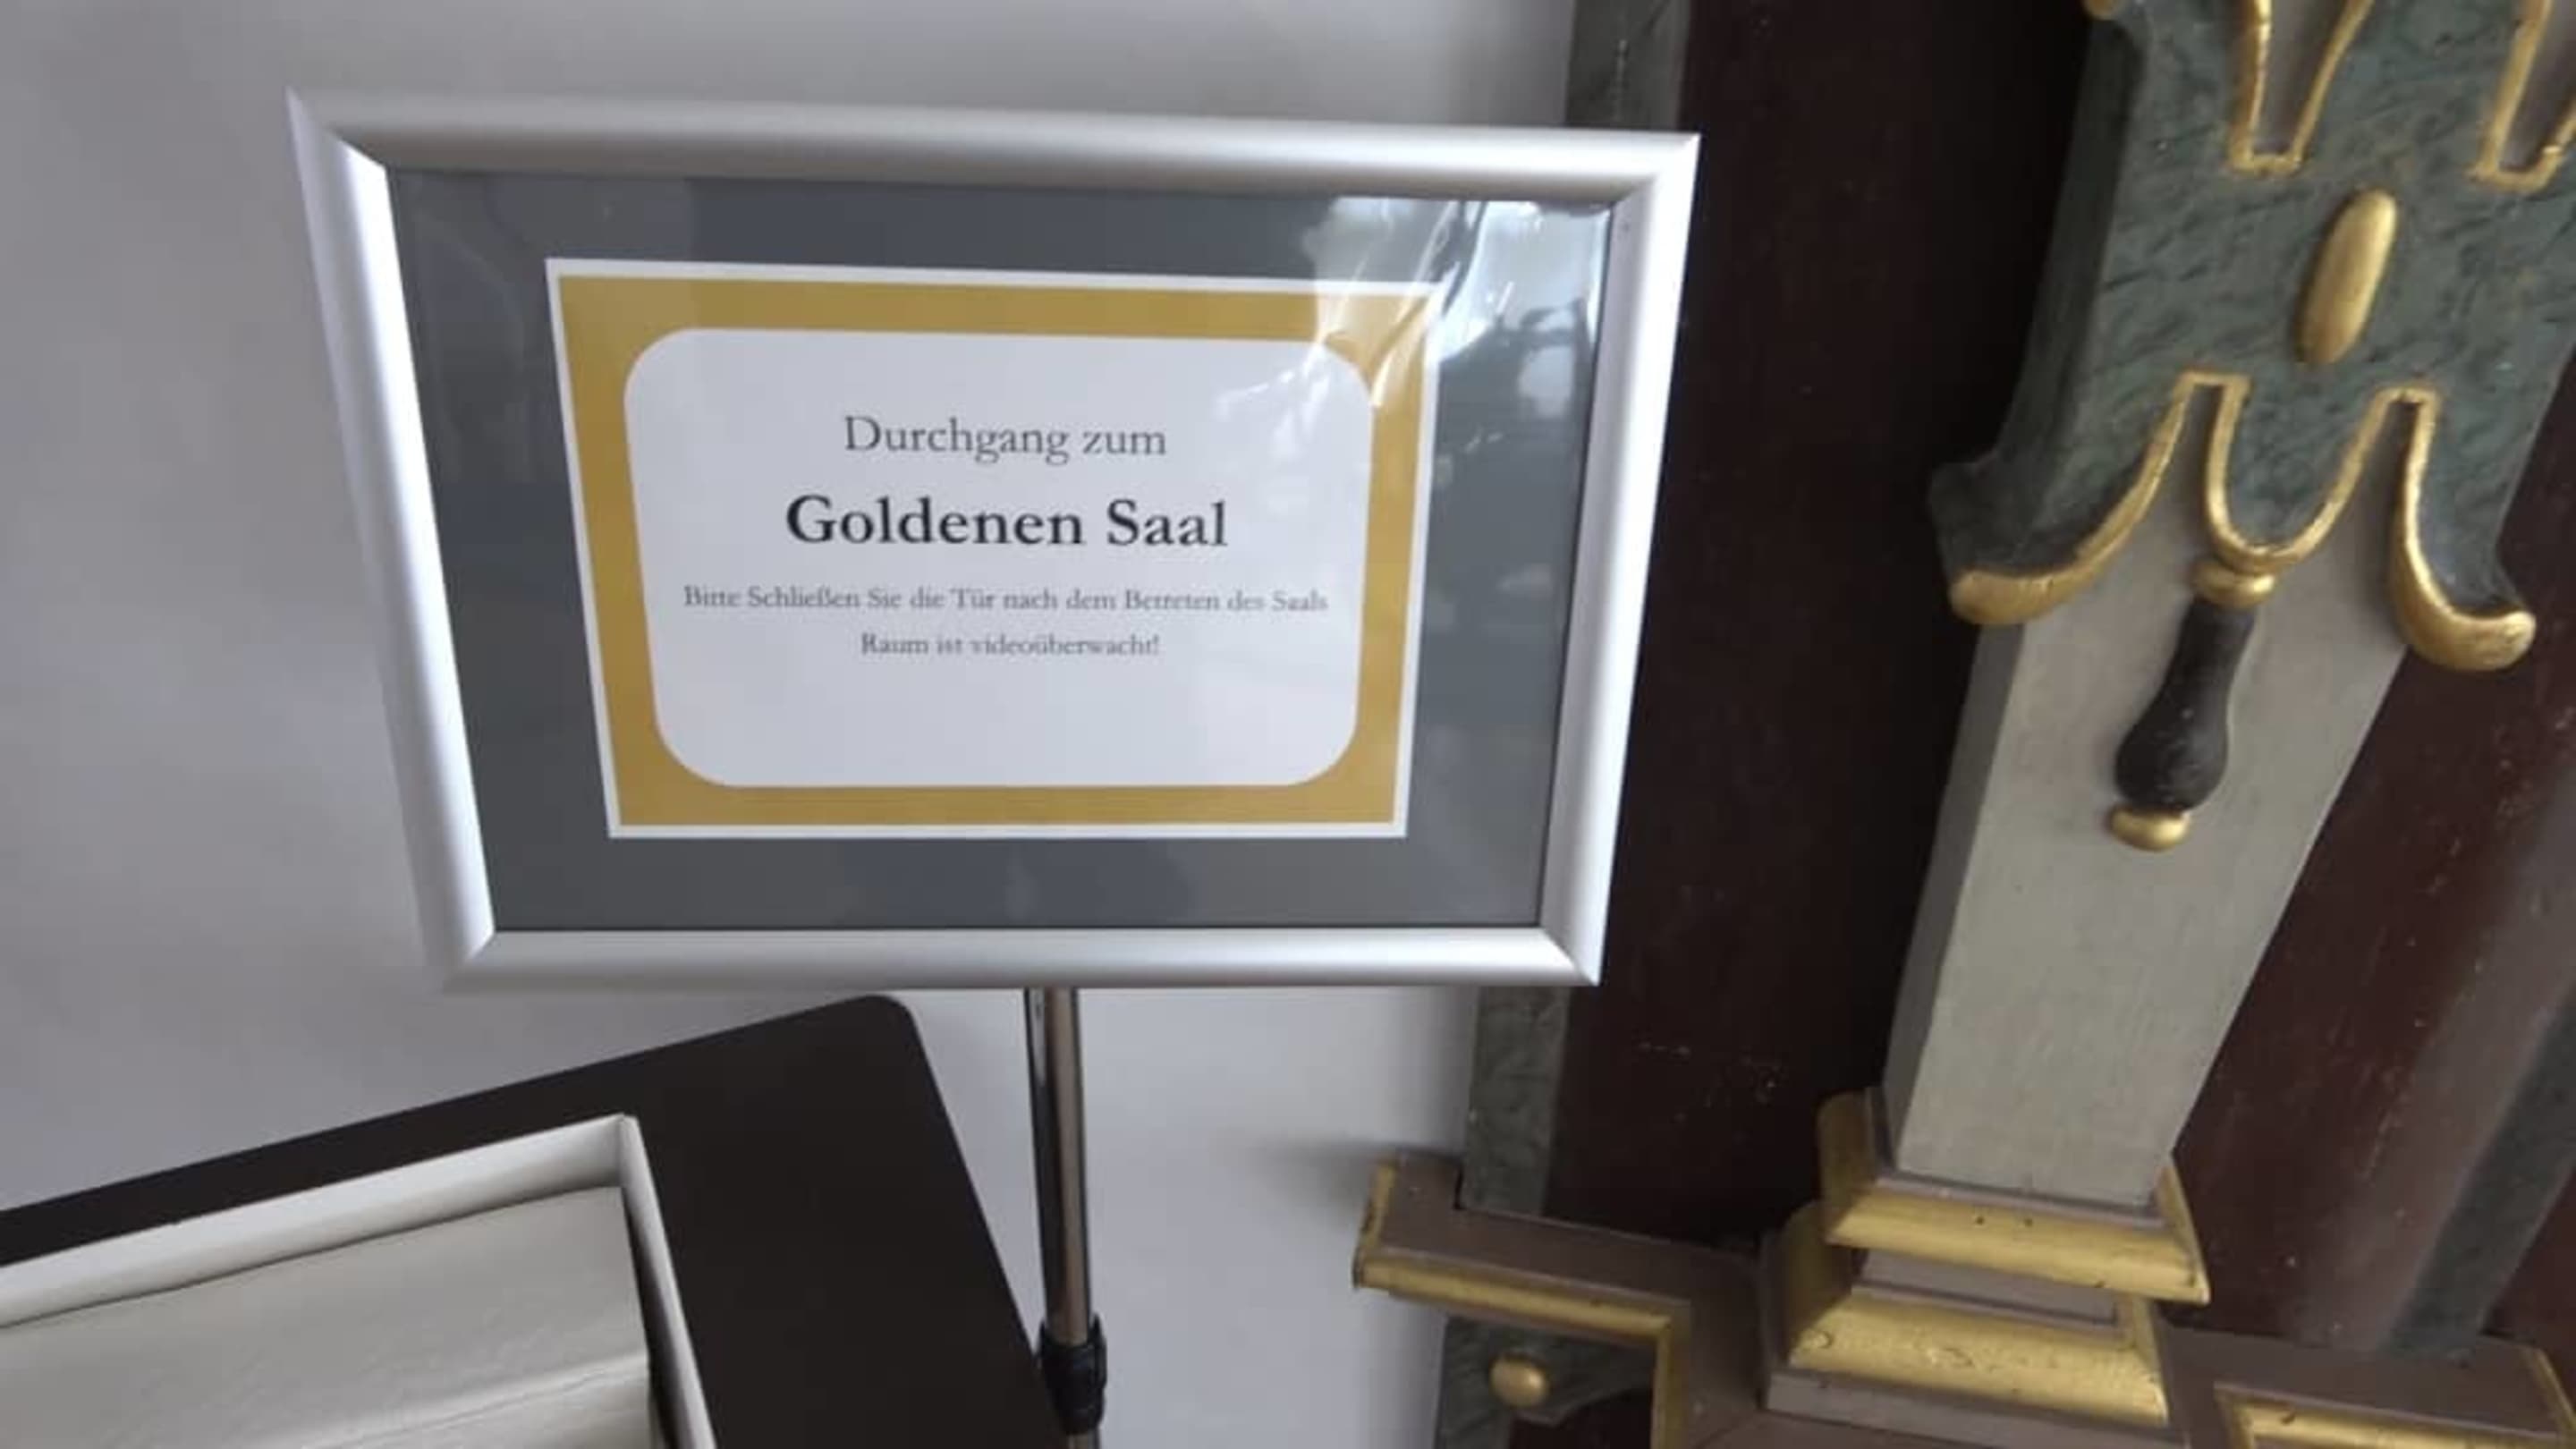 Durchgang zum
Goldenen Saal
Bitte Schließen Sie die Tür nach dem Betreten des Saals
Raum ist videoüberwacht!